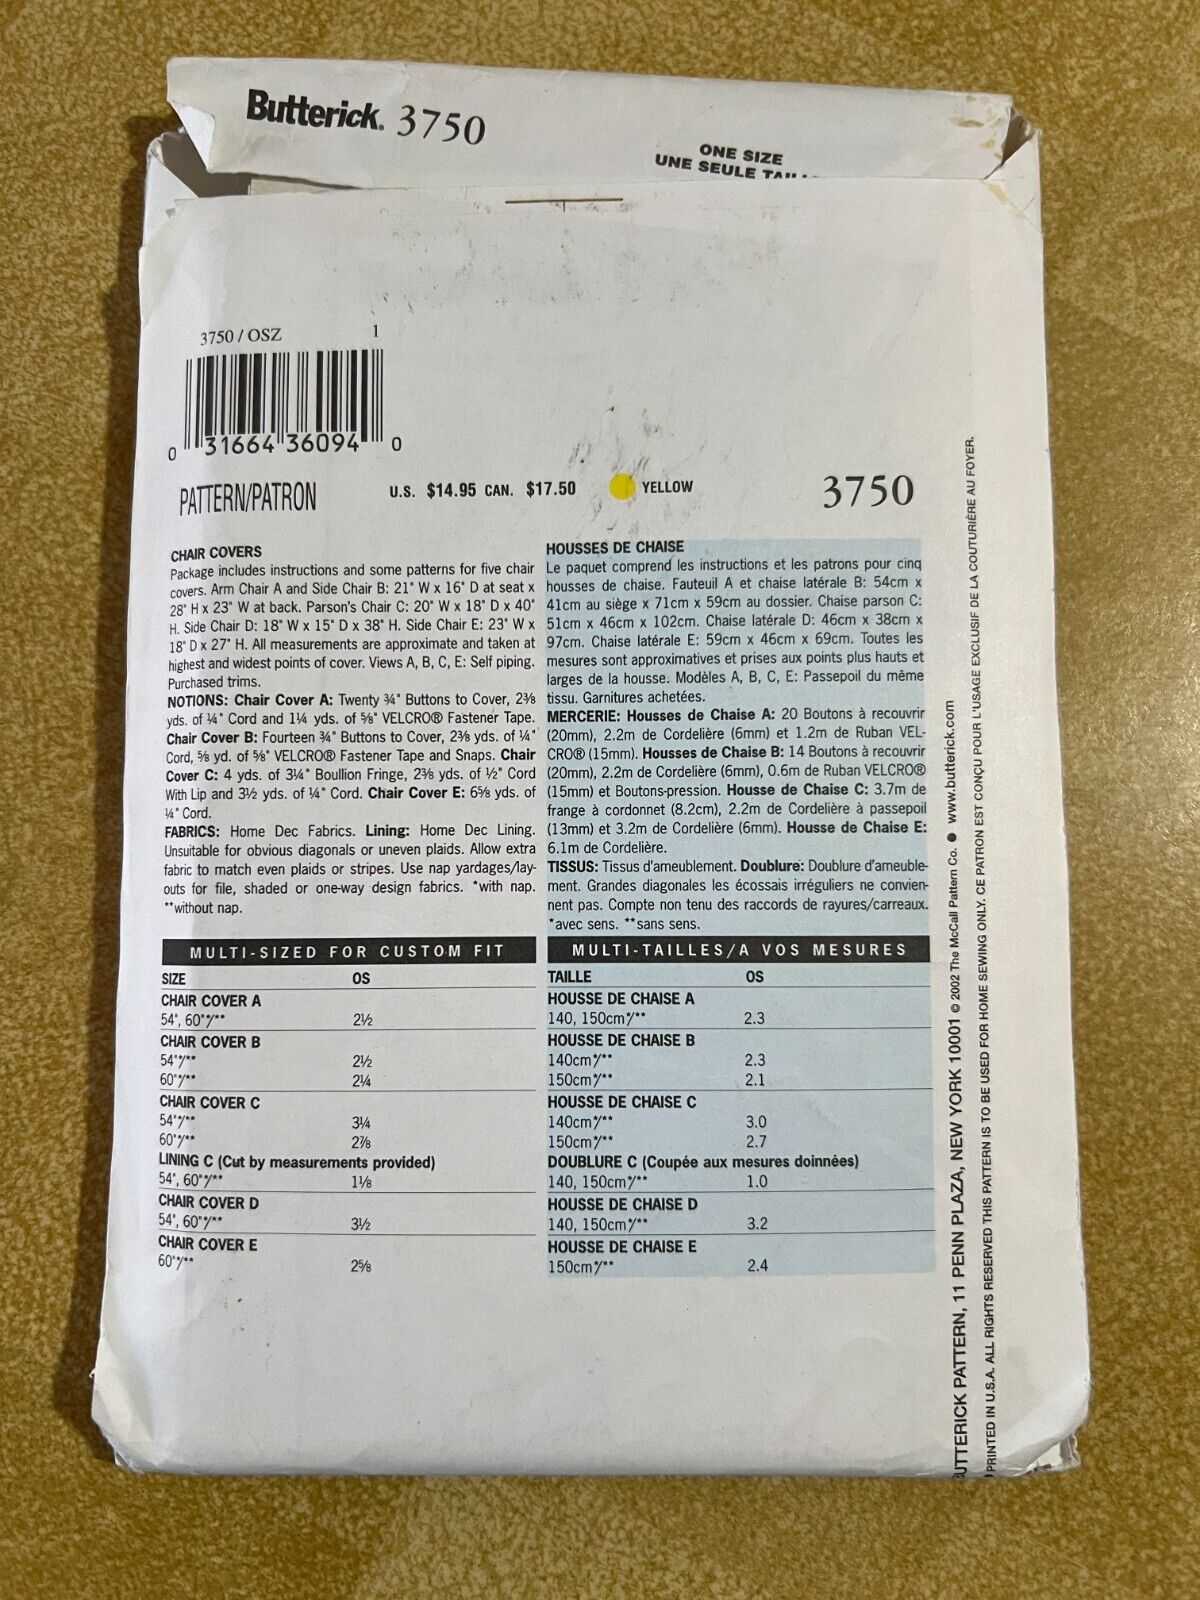 Butterick® 3750
ONE SIZE
UNE SEULE
3750 / OSZ 1
0 31664 36094 0
PATTERN/PATRON
U.S. $14.95 CAN. $17.50
YELLOW
3750
CHAIR COVERS
Package includes instructions and some patterns for five chair
covers. Arm Chair A and Side Chair B: 21" W x 16" D at seat x
28" H x 23" W at back. Parson's Chair C: 20" W x 18" D x 40"
H. Side Chair D: 18" W x 15" D x 38" H. Side Chair E: 23" W x
18" D x 27" H. All measurements are approximate and taken at
highest and widest points of cover. Views A, B, C, E: Self piping.
Purchased trims.
NOTIONS: Chair Cover A: Twenty ¾" Buttons to Cover, 2⅜
yds. of ¼" Cord and 1¼ yds. of ⅝" VELCRO® Fastener Tape.
Chair Cover B: Fourteen ¾" Buttons to Cover, 2⅜ yds. of ¼"
Cord, ⅝ yd. of ⅝" VELCRO® Fastener Tape and Snaps. Chair
Cover C: 4 yds. of 3¼" Boullion Fringe, 2⅜ yds. of ½" Cord
With Lip and 3½ yds. of ¼" Cord. Chair Cover E: 6⅝ yds. of
¼" Cord.
FABRICS: Home Dec Fabrics. Lining: Home Dec Lining.
Unsuitable for obvious diagonals or uneven plaids. Allow extra
fabric to match even plaids or stripes. Use nap yardages/lay-
outs for file, shaded or one-way design fabrics. *with nap.
**without nap.
HOUSSES DE CHAISE
Le paquet comprend les instructions et les patrons pour cinq
housses de chaise. Fauteuil A et chaise latérale B: 54cm x
41cm au siège x 71cm x 59cm au dossier. Chaise parson C:
51cm x 46cm x 102cm. Chaise latérale D: 46cm x 38cm x
97cm. Chaise latérale E: 59cm x 46cm x 69cm. Toutes les
mesures sont approximatives et prises aux points plus hauts et
larges de la housse. Modèles A, B, C, E: Passepoil du même
tissu. Garnitures achetées.
MERCERIE: Housses de Chaise A: 20 Boutons à recouvrir
(20mm), 2.2m de Cordelière (6mm) et 1.2m de Ruban VEL-
CRO® (15mm). Housses de Chaise B: 14 Boutons à recouvrir
(20mm), 2.2m de Cordelière (6mm), 0.6m de Ruban VELCRO®
(15mm) et Boutons-pression. Housse de Chaise C: 3.7m de
frange à cordonnet (8.2cm), 2.2m de Cordelière à passepoil
(13mm) et 3.2m de Cordelière (6mm). Housse de Chaise E:
6.1m de Cordelière.
TISSUS: Tissus d'ameublement. Doublure: Doublure d'ameuble-
ment. Grandes diagonales les écossais irréguliers ne convien-
nent pas. Compte non tenu des raccords de rayures/carreaux.
*avec sens. **sans sens.
MULTI-SIZED FOR CUSTOM FIT
SIZE OS
CHAIR COVER A
54", 60"*/** 2½
CHAIR COVER B
54"*/** 2½
60"*/** 2¼
CHAIR COVER C
54"*/** 3¼
60"*/** 2⅞
LINING C (Cut by measurements provided)
54", 60"*/** 1⅛
CHAIR COVER D
54", 60"*/** 3½
CHAIR COVER E
60"*/** 2⅝
MULTI-TAILLES/A VOS MESURES
TAILLE OS
HOUSSE DE CHAISE A
140, 150cm*/** 2.3
HOUSSE DE CHAISE B
140cm*/** 2.3
150cm*/** 2.1
HOUSSE DE CHAISE C
140cm*/** 3.0
150cm*/** 2.7
DOUBLURE C (Coupée aux mesures doinnées)
140, 150cm*/** 1.0
HOUSSE DE CHAISE D
140, 150cm*/** 3.2
HOUSSE DE CHAISE E
150cm*/** 2.4
BUTTERICK PATTERN, 11 PENN PLAZA, NEW YORK 10001 © 2002 The McCall Pattern Co. ● www.butterick.com
PRINTED IN U.S.A. ALL RIGHTS RESERVED THIS PATTERN IS TO BE USED FOR HOME SEWING ONLY. CE PATRON EST CONÇU POUR L'USAGE EXCLUSIF DE LA COUTURIÈRE AU FOYER.